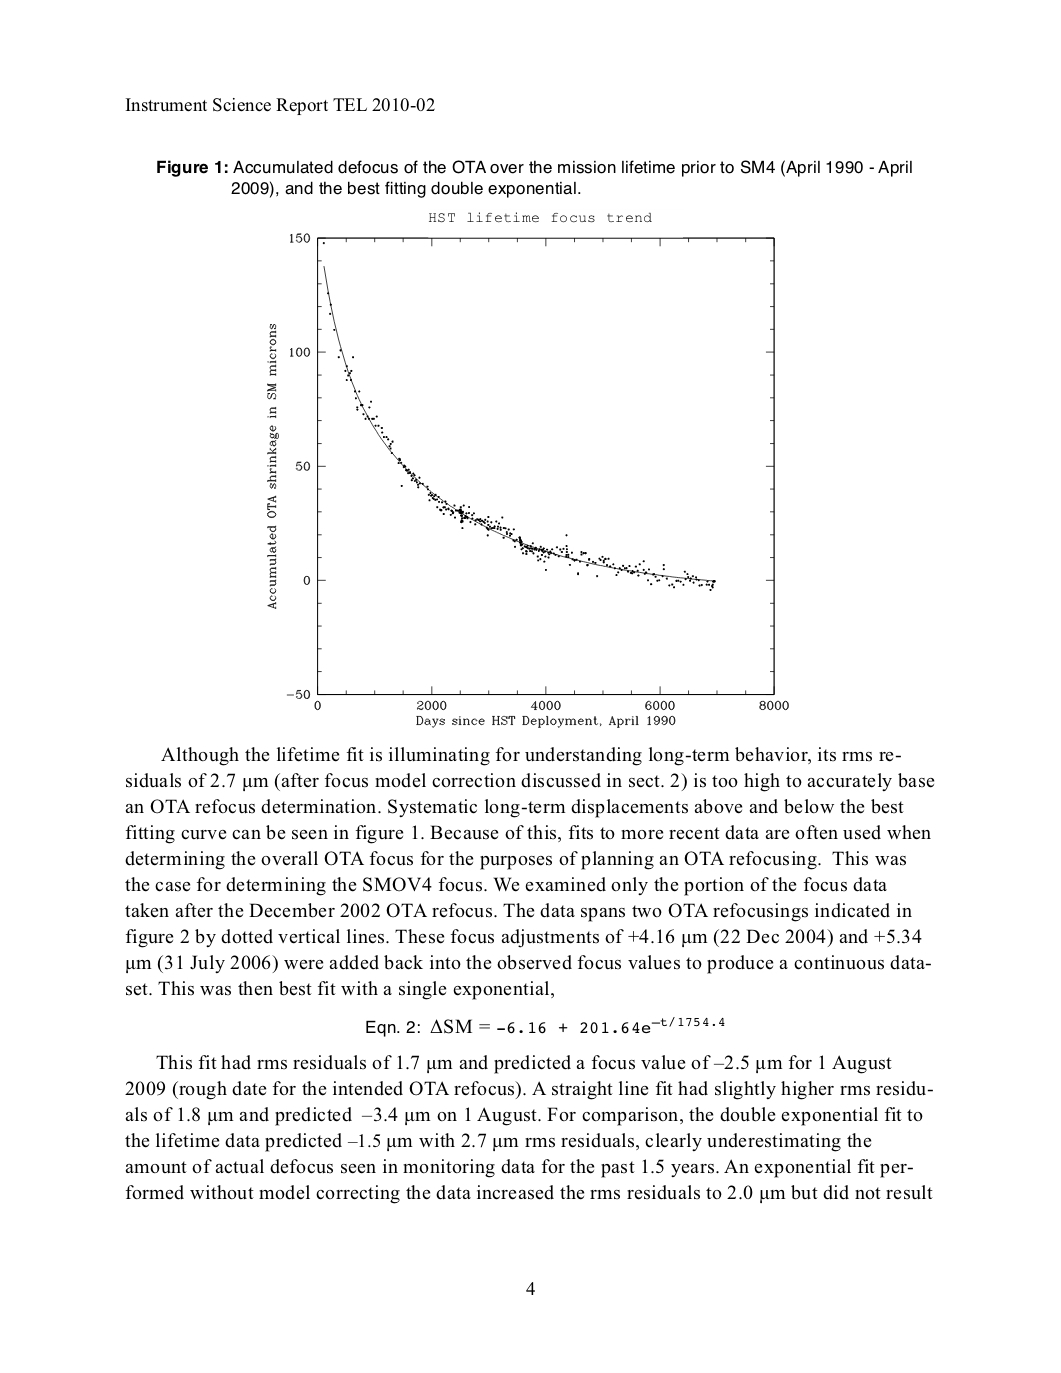 Instrument Science Report TEL 2010-02
Figure 1: Accumulated defocus of the OTA over the mission lifetime prior to SM4 (April 1990 - April
2009), and the best fitting double exponential.
HST lifetime focus trend
150
100
50
0
−50
Accumulated OTA shrinkage in SM microns
0 2000 4000 6000 8000
Days since HST Deployment, April 1990
Although the lifetime fit is illuminating for understanding long-term behavior, its rms re-
siduals of 2.7 μm (after focus model correction discussed in sect. 2) is too high to accurately base
an OTA refocus determination. Systematic long-term displacements above and below the best
fitting curve can be seen in figure 1. Because of this, fits to more recent data are often used when
determining the overall OTA focus for the purposes of planning an OTA refocusing.  This was
the case for determining the SMOV4 focus. We examined only the portion of the focus data
taken after the December 2002 OTA refocus. The data spans two OTA refocusings indicated in
figure 2 by dotted vertical lines. These focus adjustments of +4.16 μm (22 Dec 2004) and +5.34
μm (31 July 2006) were added back into the observed focus values to produce a continuous data-
set. This was then best fit with a single exponential,
Eqn. 2: ΔSM = −6.16 + 201.64e−t/1754.4
This fit had rms residuals of 1.7 μm and predicted a focus value of –2.5 μm for 1 August
2009 (rough date for the intended OTA refocus). A straight line fit had slightly higher rms residu-
als of 1.8 μm and predicted –3.4 μm on 1 August. For comparison, the double exponential fit to
the lifetime data predicted –1.5 μm with 2.7 μm rms residuals, clearly underestimating the
amount of actual defocus seen in monitoring data for the past 1.5 years. An exponential fit per-
formed without model correcting the data increased the rms residuals to 2.0 μm but did not result
4